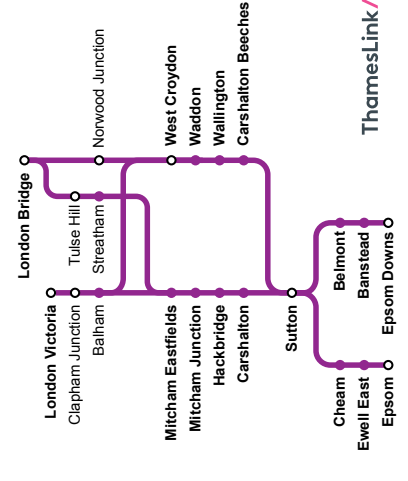 London Bridge
Norwood Junction
Tulse Hill
Streatham
London Victoria
Clapham Junction
Balham
West Croydon
Waddon
Wallington
Carshalton Beeches
Mitcham Eastfields
Mitcham Junction
Hackbridge
Carshalton
Sutton
Belmont
Banstead
Epsom Downs
Cheam
Ewell East
Epsom
ThamesLink/